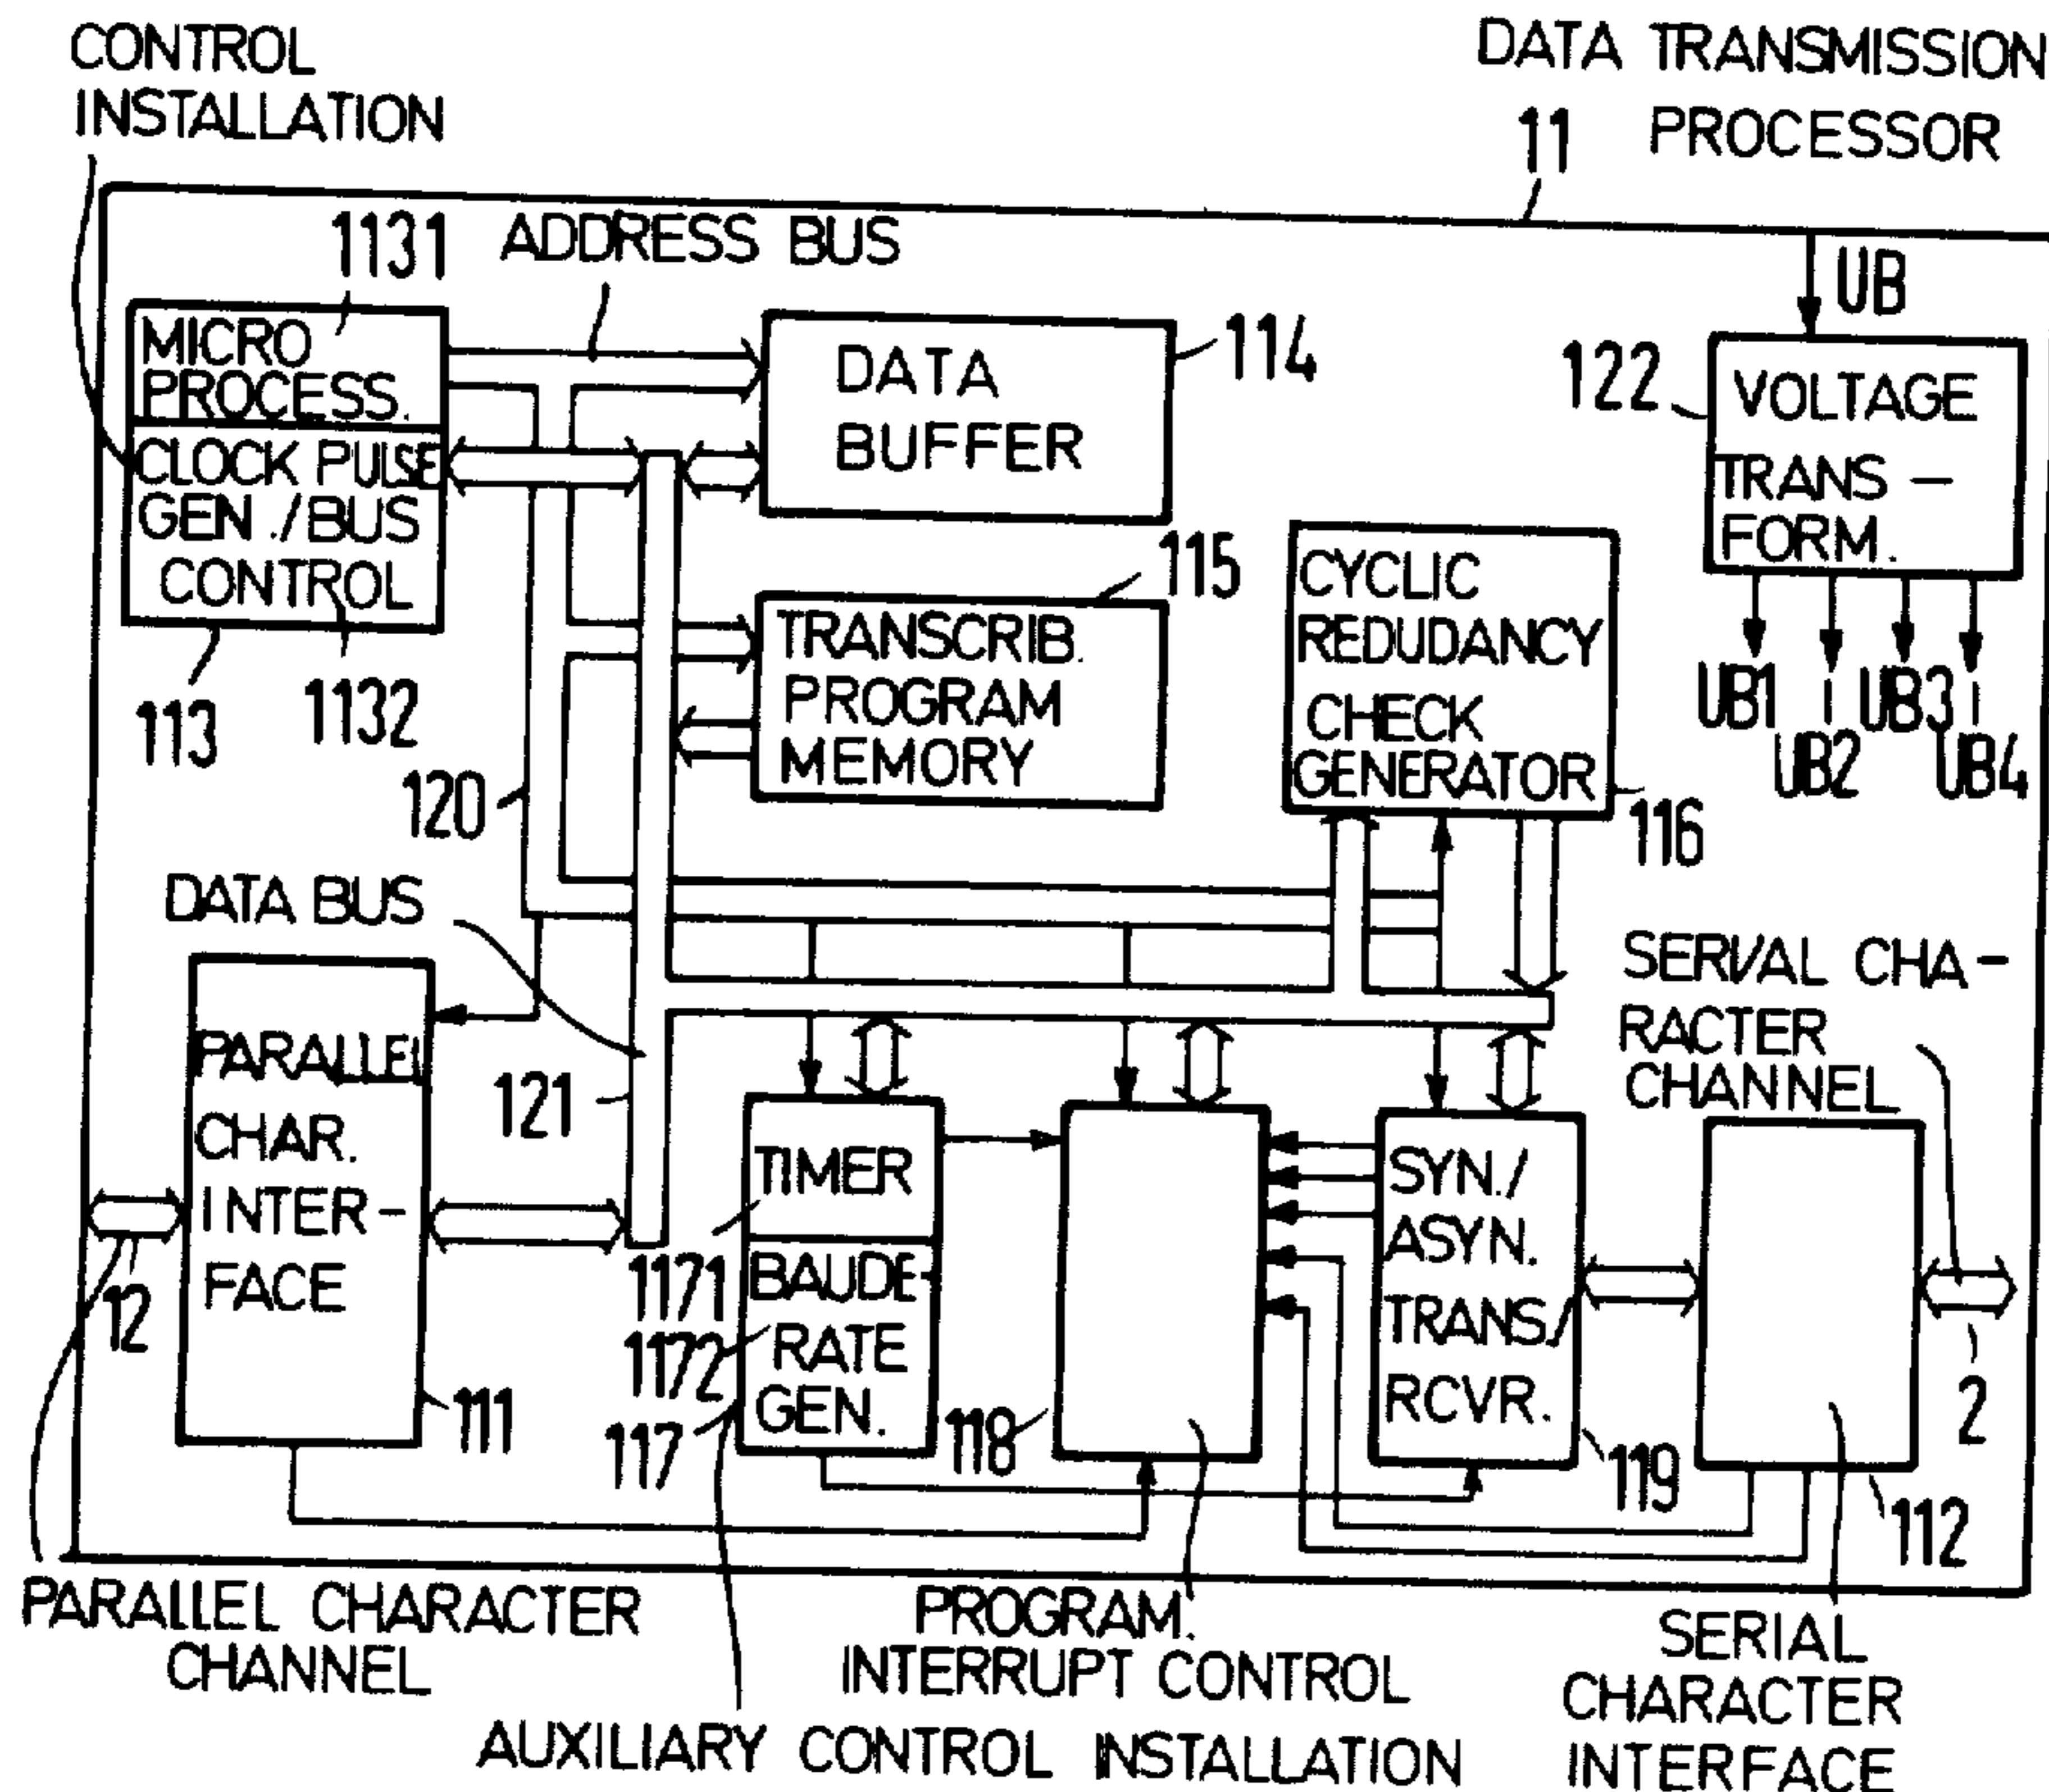 CONTROL
INSTALLATION
DATA TRANSMISSION
11 PROCESSOR
1131
ADDRESS BUS
UB
MICRO
PROCESS.
CLOCK PULSE
GEN./BUS
CONTROL
113
1132
DATA
BUFFER
114
122
VOLTAGE
TRANS-
FORM.
UB1
UB2
UB3
UB4
115
TRANSCRIB.
PROGRAM
MEMORY
CYCLIC
REDUDANCY
CHECK
GENERATOR
116
120
DATA BUS
121
SERVAL CHA-
RACTER
CHANNEL
PARALLEL
CHAR.
INTER-
FACE
12
111
TIMER
1171
BAUDE-
RATE
GEN.
1172
117
118
SYN./
ASYN.
TRANS/
RCVR.
119
2
112
PARALLEL CHARACTER
CHANNEL
PROGRAM.
INTERRUPT CONTROL
AUXILIARY CONTROL INSTALLATION
SERIAL
CHARACTER
INTERFACE